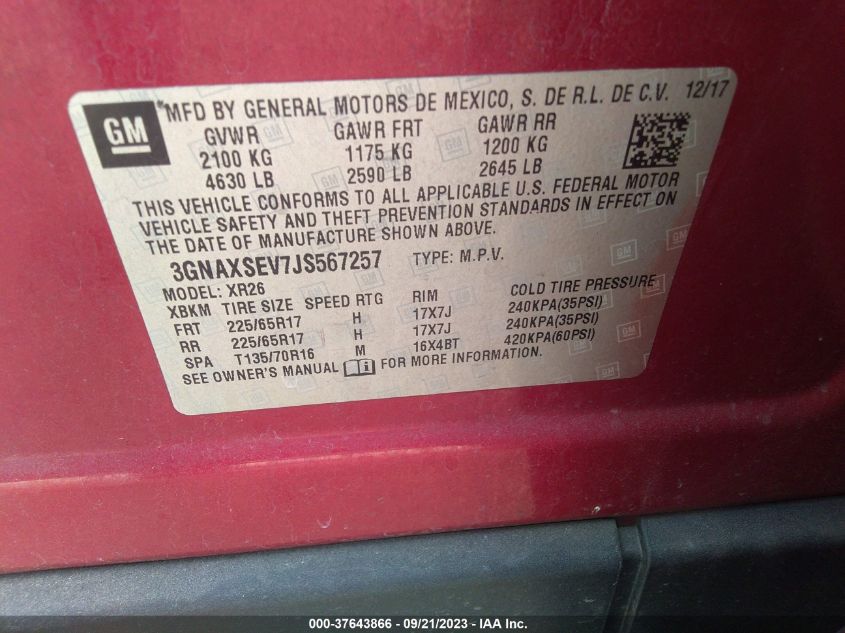 GM
*MFD BY GENERAL MOTORS DE MEXICO, S. DE R.L. DE C.V. 12/17
GVWR GAWR FRT GAWR RR
2100 KG 1175 KG 1200 KG
4630 LB 2590 LB 2645 LB
THIS VEHICLE CONFORMS TO ALL APPLICABLE U.S. FEDERAL MOTOR
VEHICLE SAFETY AND THEFT PREVENTION STANDARDS IN EFFECT ON
THE DATE OF MANUFACTURE SHOWN ABOVE.
3GNAXSEV7JS567257 TYPE: M.P.V.
MODEL: XR26
XBKM TIRE SIZE SPEED RTG RIM COLD TIRE PRESSURE
FRT 225/65R17 H 17X7J 240KPA(35PSI)
RR 225/65R17 H 17X7J 240KPA(35PSI)
SPA T135/70R16 M 16X4BT 420KPA(60PSI)
SEE OWNER'S MANUAL i FOR MORE INFORMATION.
000-37643866 - 09/21/2023 - IAA Inc.